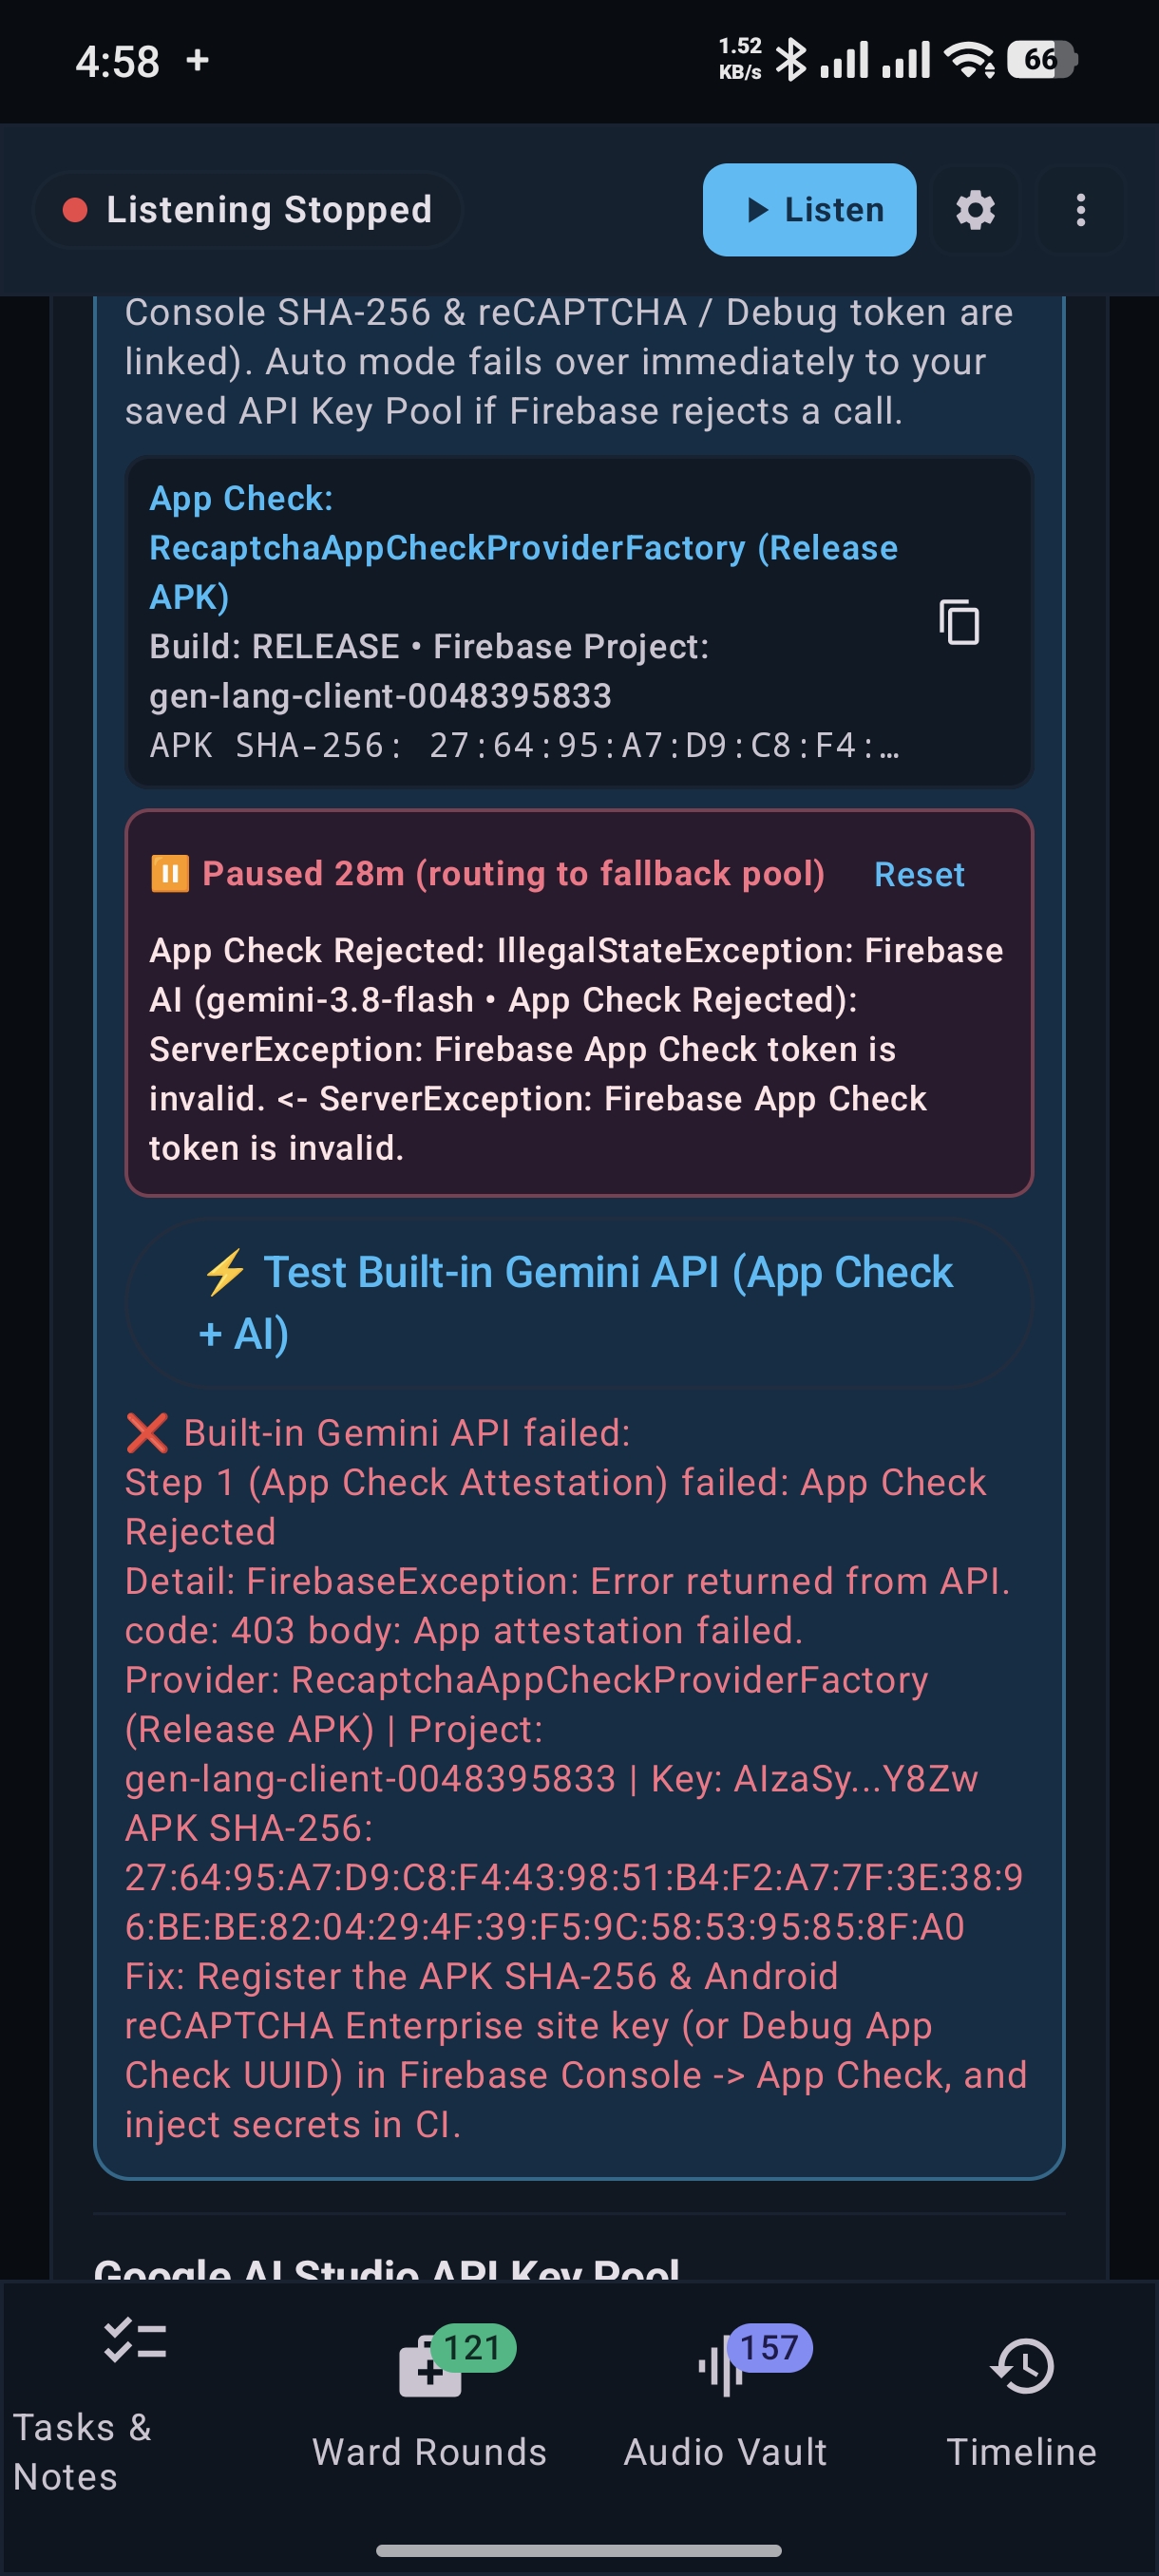 4:58 +
1.52
KB/s
66
Listening Stopped
Listen
Console SHA-256 & reCAPTCHA / Debug token are
linked). Auto mode fails over immediately to your
saved API Key Pool if Firebase rejects a call.
App Check:
RecaptchaAppCheckProviderFactory (Release
APK)
Build: RELEASE • Firebase Project:
gen-lang-client-0048395833
APK SHA-256: 27:64:95:A7:D9:C8:F4:…
⏸️ Paused 28m (routing to fallback pool)
Reset
App Check Rejected: IllegalStateException: Firebase
AI (gemini-3.8-flash • App Check Rejected):
ServerException: Firebase App Check token is
invalid. <- ServerException: Firebase App Check
token is invalid.
⚡ Test Built-in Gemini API (App Check
+ AI)
❌ Built-in Gemini API failed:
Step 1 (App Check Attestation) failed: App Check
Rejected
Detail: FirebaseException: Error returned from API.
code: 403 body: App attestation failed.
Provider: RecaptchaAppCheckProviderFactory
(Release APK) | Project:
gen-lang-client-0048395833 | Key: AIzaSy...Y8Zw
APK SHA-256:
27:64:95:A7:D9:C8:F4:43:98:51:B4:F2:A7:7F:3E:38:9
6:BE:BE:82:04:29:4F:39:F5:9C:58:53:95:85:8F:A0
Fix: Register the APK SHA-256 & Android
reCAPTCHA Enterprise site key (or Debug App
Check UUID) in Firebase Console -> App Check, and
inject secrets in CI.
Google AI Studio API Key Pool
121
157
Tasks &
Notes
Ward Rounds
Audio Vault
Timeline